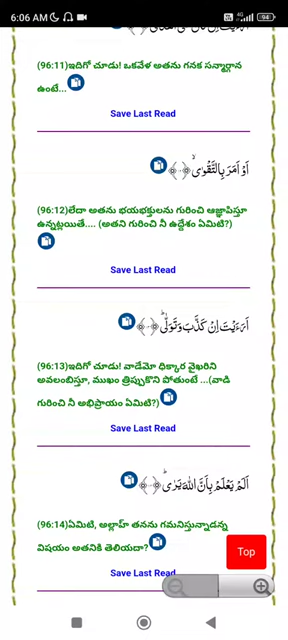 6:06 AM
94
(96:11)ఇదిగో చూడు! ఒకవేళ అతను గనక సన్మార్గాన
ఉంటే...
Save Last Read
اَوْ اَمَرَ بِالتَّقْوٰىۙ
(96:12)లేదా అతను భయభక్తులను గురించి ఆజ్ఞాపిస్తూ
ఉన్నట్లయితే.... (అతని గురించి నీ ఉద్దేశం ఏమిటి?)
Save Last Read
اَرَءَيْتَ اِنْ كَذَّبَ وَتَوَلّٰىؕ
(96:13)ఇదిగో చూడు! వాడేమో ధిక్కార వైఖరిని
అవలంబిస్తూ, ముఖం త్రిప్పుకొని పోతుంటే ...(వాడి
గురించి నీ అభిప్రాయం ఏమిటి?)
Save Last Read
اَلَمْ يَعْلَمْ بِاَنَّ اللّٰهَ يَرٰىؕ
(96:14)ఏమిటి, అల్లాహ్ తనను గమనిస్తున్నాడన్న
విషయం అతనికి తెలియదా?
Top
Save Last Read